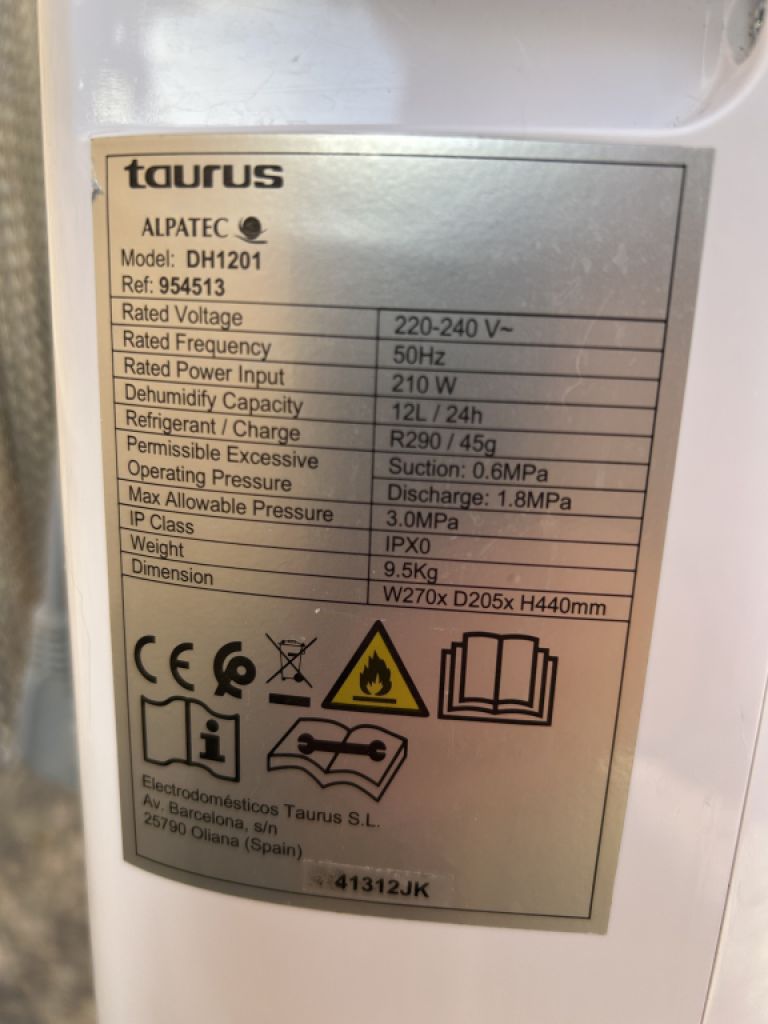 taurus
ALPATEC
Model: DH1201
Ref: 954513
Rated Voltage 220-240 V~
Rated Frequency 50Hz
Rated Power Input 210 W
Dehumidify Capacity 12L / 24h
Refrigerant / Charge R290 / 45g
Permissible Excessive Suction: 0.6MPa
Operating Pressure Discharge: 1.8MPa
Max Allowable Pressure 3.0MPa
IP Class IPX0
Weight 9.5Kg
Dimension W270x D205x H440mm
CE
i
Electrodomésticos Taurus S.L.
Av. Barcelona, s/n
25790 Oliana (Spain)
41312JK